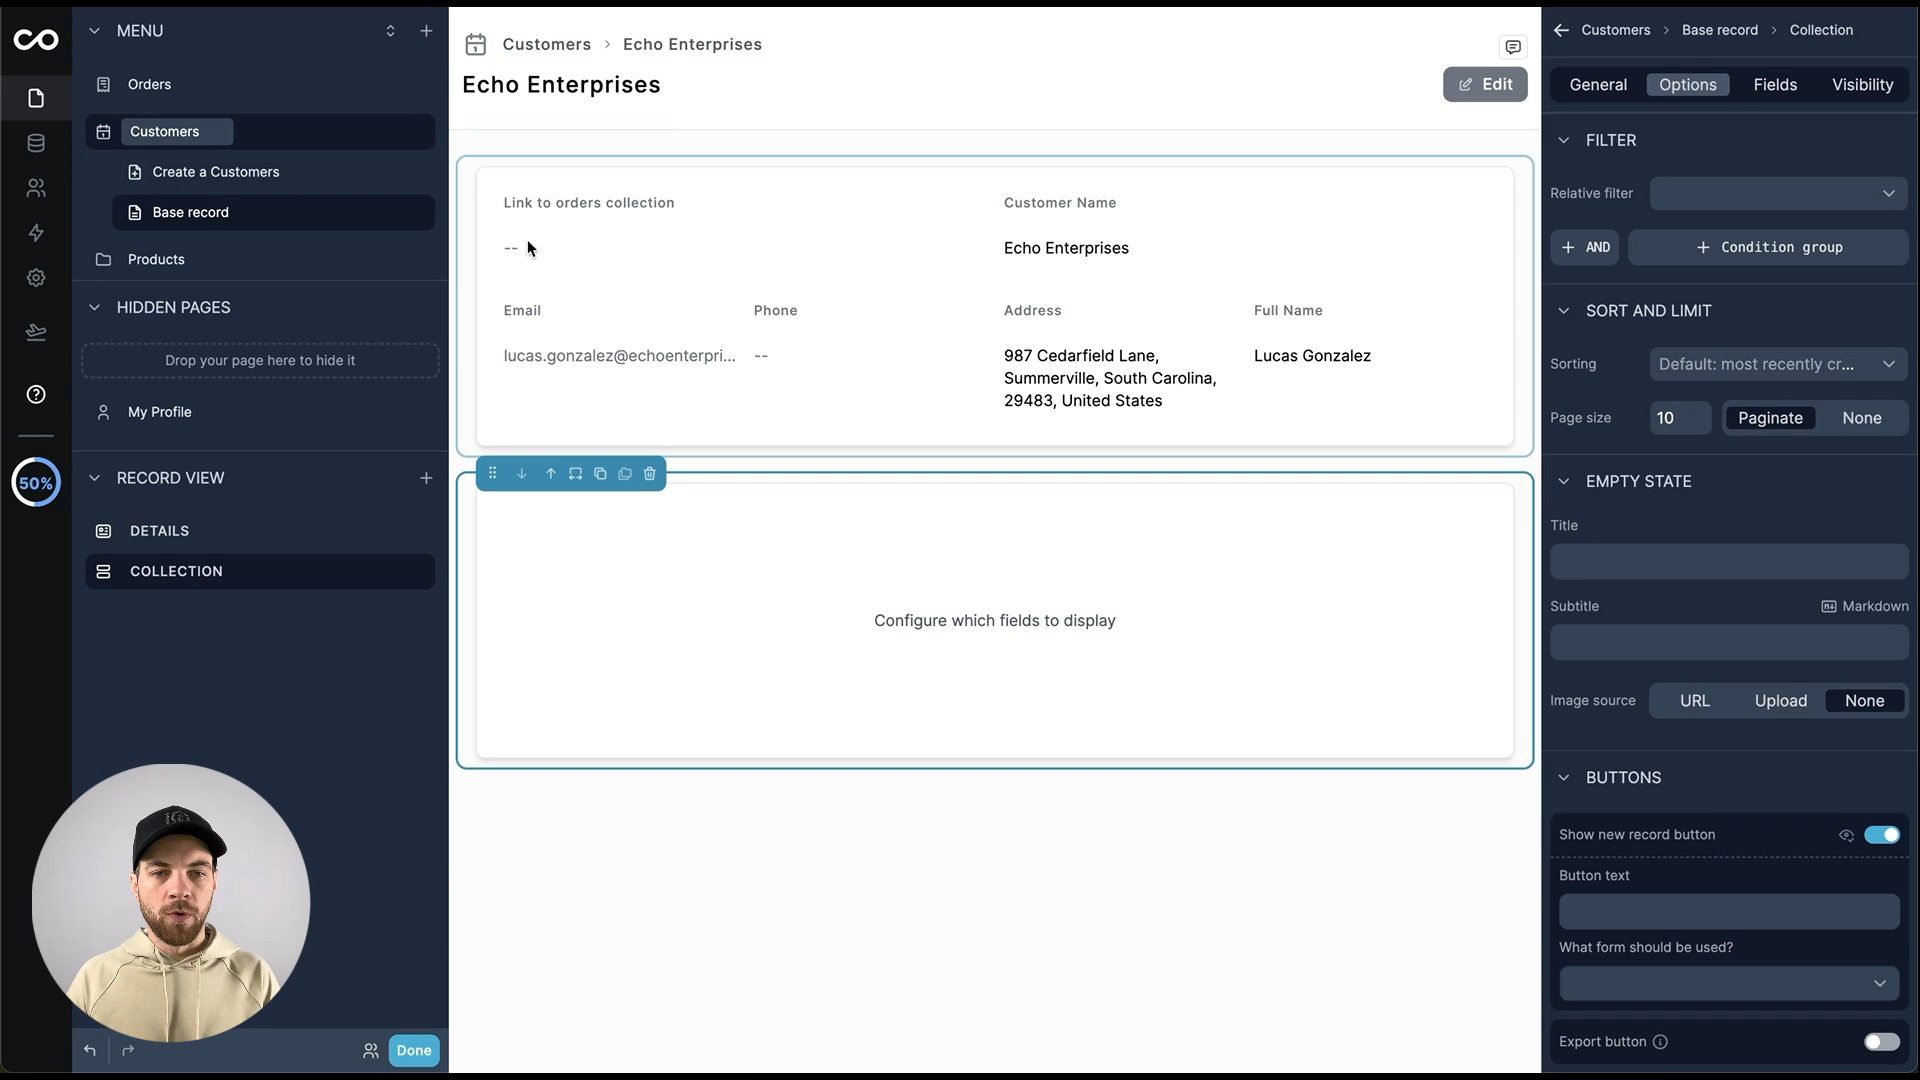 MENU
Orders
Customers
Create a Customers
Base record
Products
HIDDEN PAGES
Drop your page here to hide it
My Profile
50%
RECORD VIEW
DETAILS
COLLECTION
Done
Customers > Echo Enterprises
Echo Enterprises
Edit
Link to orders collection
--
Customer Name
Echo Enterprises
Email
lucas.gonzalez@echoenterpri...
Phone
--
Address
987 Cedarfield Lane,
Summerville, South Carolina,
29483, United States
Full Name
Lucas Gonzalez
Configure which fields to display
Customers > Base record > Collection
General Options Fields Visibility
FILTER
Relative filter
+ AND + Condition group
SORT AND LIMIT
Sorting Default: most recently cr...
Page size 10 Paginate None
EMPTY STATE
Title
Subtitle Markdown
Image source URL Upload None
BUTTONS
Show new record button
Button text
What form should be used?
Export button